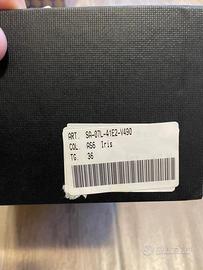 ART. SA-07L-41E2-V490
COL. A66 Iris
TG. 36